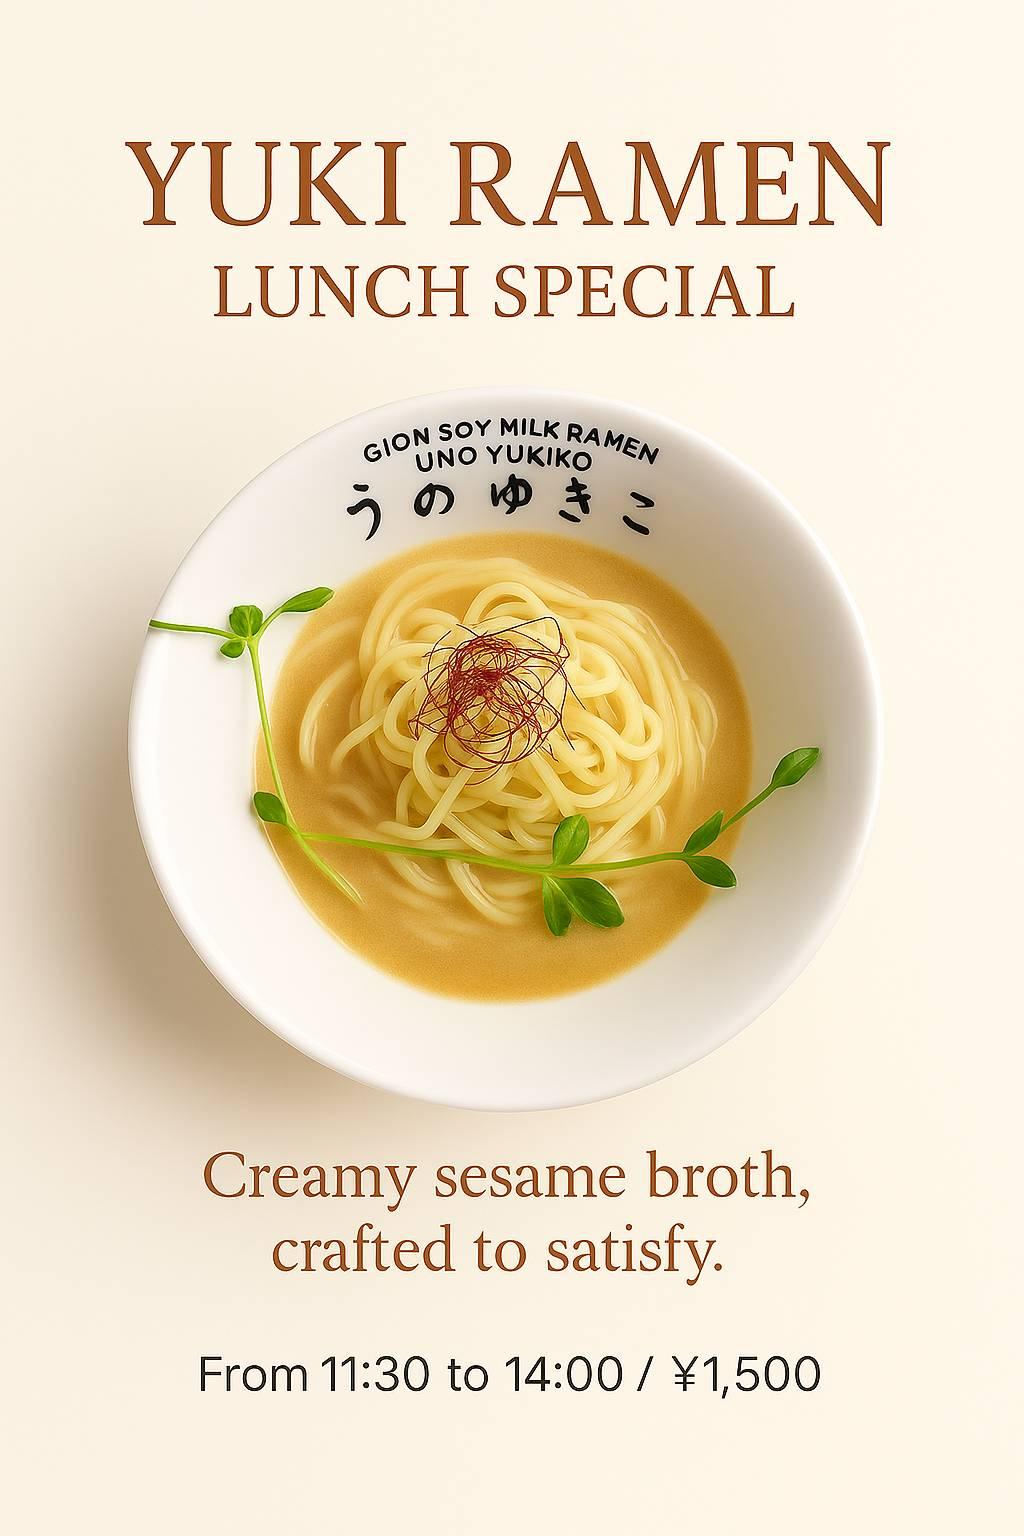 YUKI RAMEN
LUNCH SPECIAL
GION SOY MILK RAMEN
UNO YUKIKO
うのゆきこ
Creamy sesame broth,
crafted to satisfy.
From 11:30 to 14:00 / ¥1,500